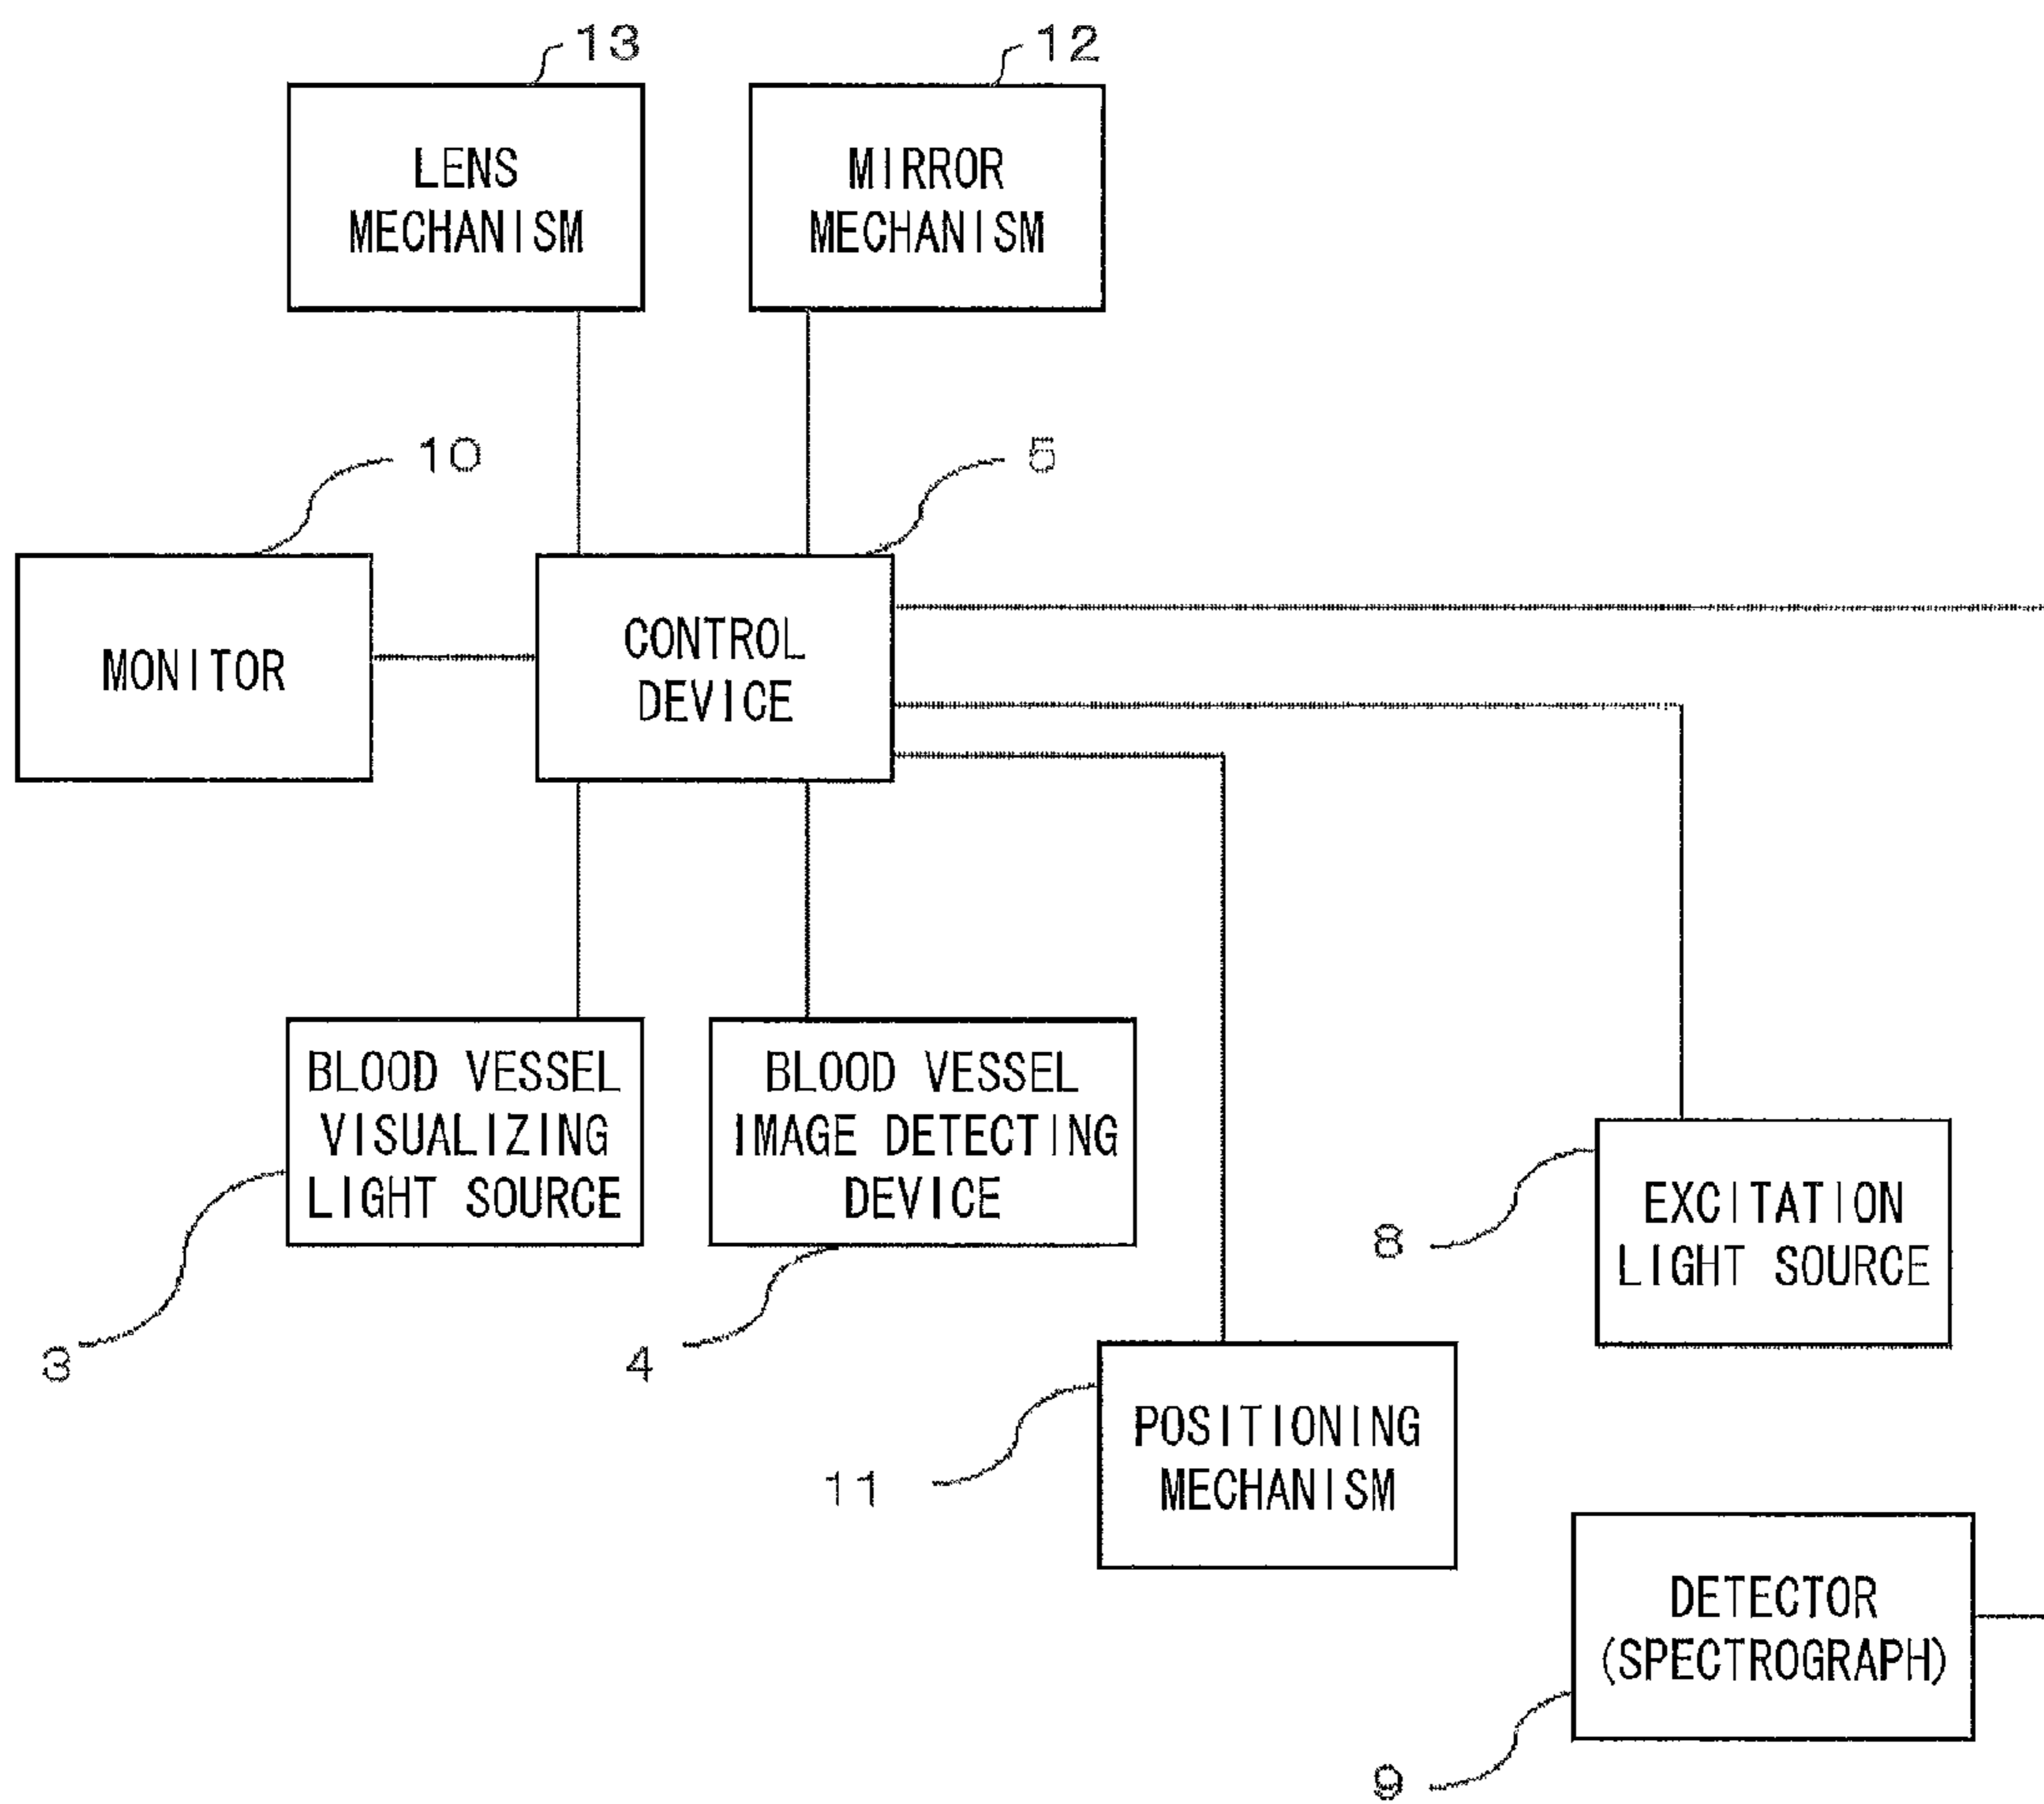 13
12
LENS
MECHANISM
MIRROR
MECHANISM
10
5
MONITOR
CONTROL
DEVICE
BLOOD VESSEL
VISUALIZING
LIGHT SOURCE
BLOOD VESSEL
IMAGE DETECTING
DEVICE
3
4
8
EXCITATION
LIGHT SOURCE
11
POSITIONING
MECHANISM
DETECTOR
(SPECTROGRAPH)
9